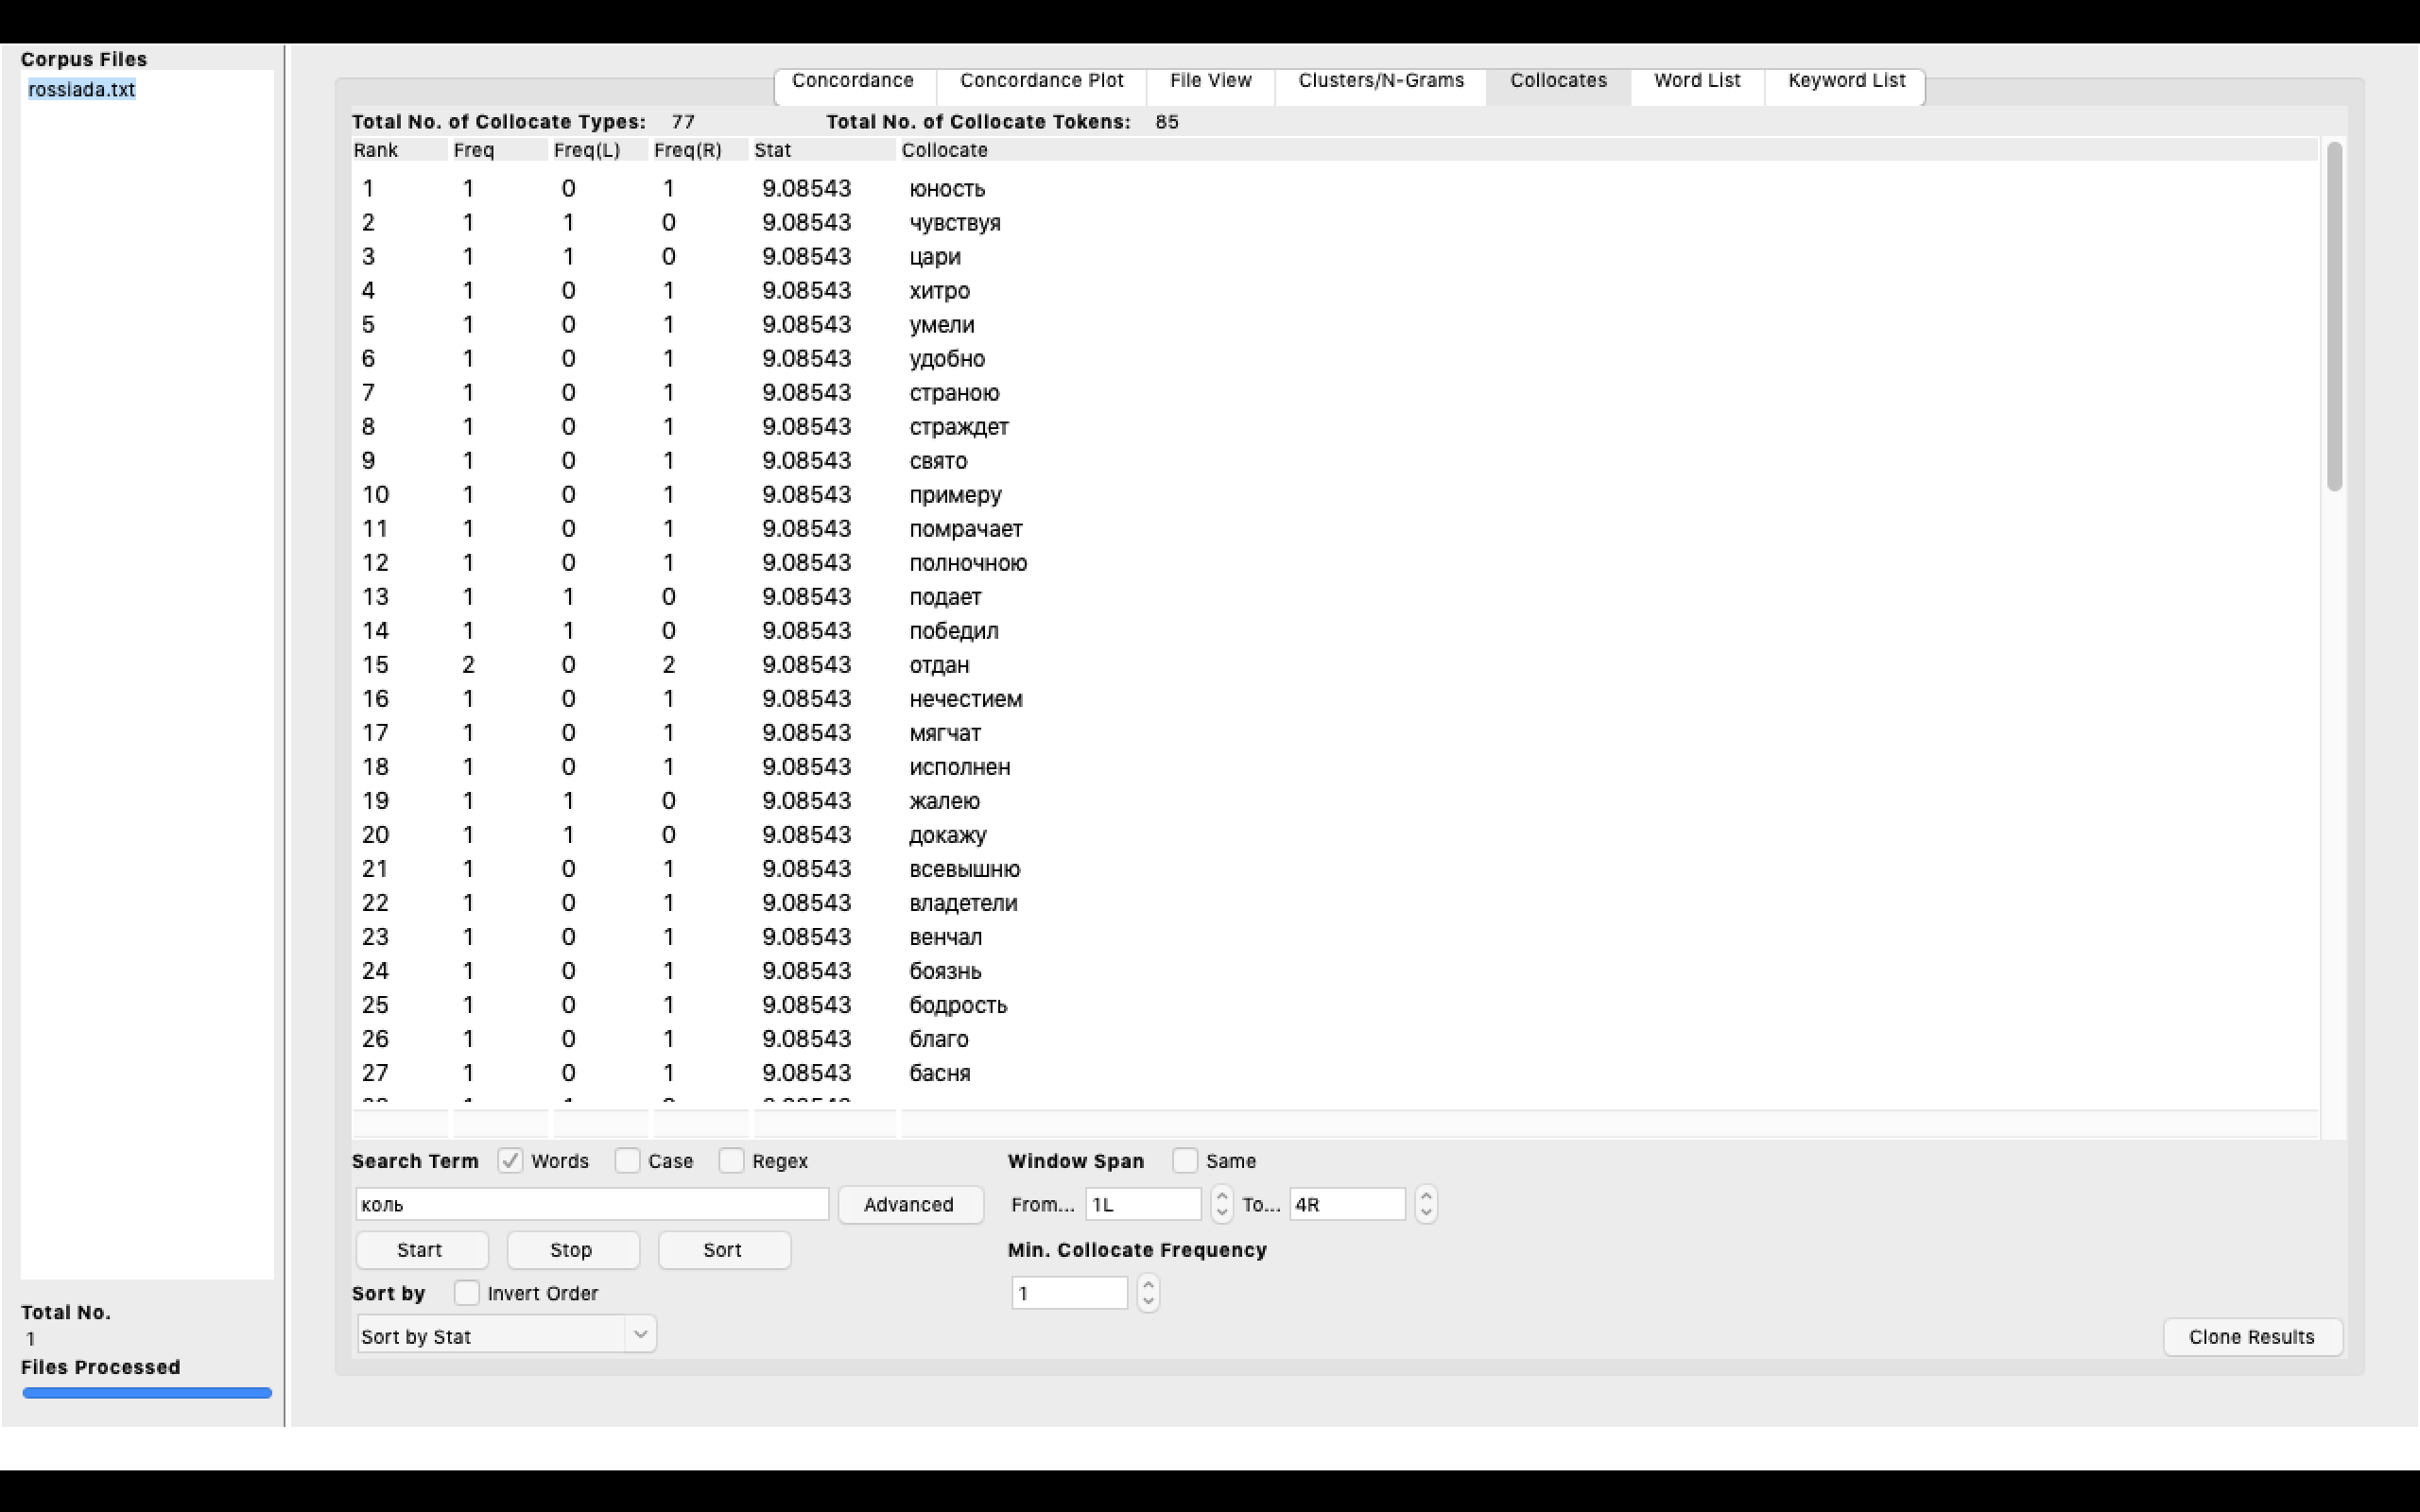 Corpus Files
rossiada.txt
Concordance Concordance Plot File View Clusters/N-Grams Collocates Word List Keyword List
Total No. of Collocate Types: 77 Total No. of Collocate Tokens: 85
Rank Freq Freq(L) Freq(R) Stat Collocate
1 1 0 1 9.08543 юность
2 1 1 0 9.08543 чувствуя
3 1 1 0 9.08543 цари
4 1 0 1 9.08543 хитро
5 1 0 1 9.08543 умели
6 1 0 1 9.08543 удобно
7 1 0 1 9.08543 страною
8 1 0 1 9.08543 страждет
9 1 0 1 9.08543 свято
10 1 0 1 9.08543 примеру
11 1 0 1 9.08543 помрачает
12 1 0 1 9.08543 полночною
13 1 1 0 9.08543 подает
14 1 1 0 9.08543 победил
15 2 0 2 9.08543 отдан
16 1 0 1 9.08543 нечестием
17 1 0 1 9.08543 мягчат
18 1 0 1 9.08543 исполнен
19 1 1 0 9.08543 жалею
20 1 1 0 9.08543 докажу
21 1 0 1 9.08543 всевышню
22 1 0 1 9.08543 владетели
23 1 0 1 9.08543 венчал
24 1 0 1 9.08543 боязнь
25 1 0 1 9.08543 бодрость
26 1 0 1 9.08543 благо
27 1 0 1 9.08543 басня
Search Term Words Case Regex Window Span Same
коль Advanced From... 1L To... 4R
Start Stop Sort Min. Collocate Frequency
Sort by Invert Order 1
Sort by Stat Clone Results
Total No.
1
Files Processed